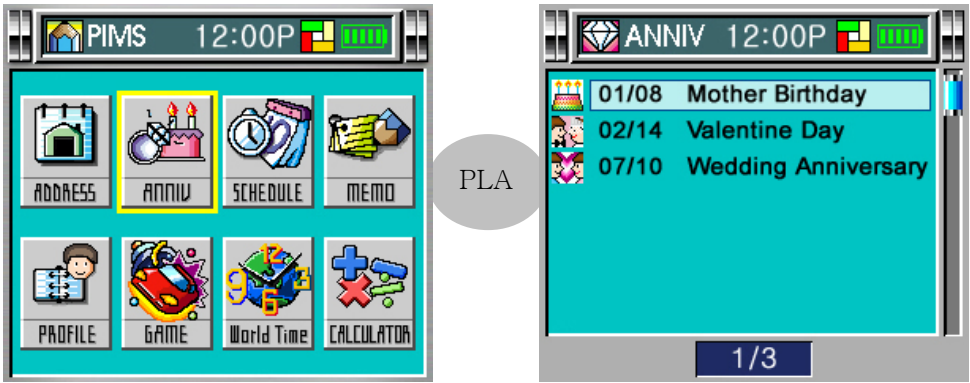 PIMS 12:00P
ADDRESS ANNIV SCHEDULE MEMO
PROFILE GAME World Time CALCULATOR
PLA
ANNIV 12:00P
01/08 Mother Birthday
02/14 Valentine Day
07/10 Wedding Anniversary
1/3